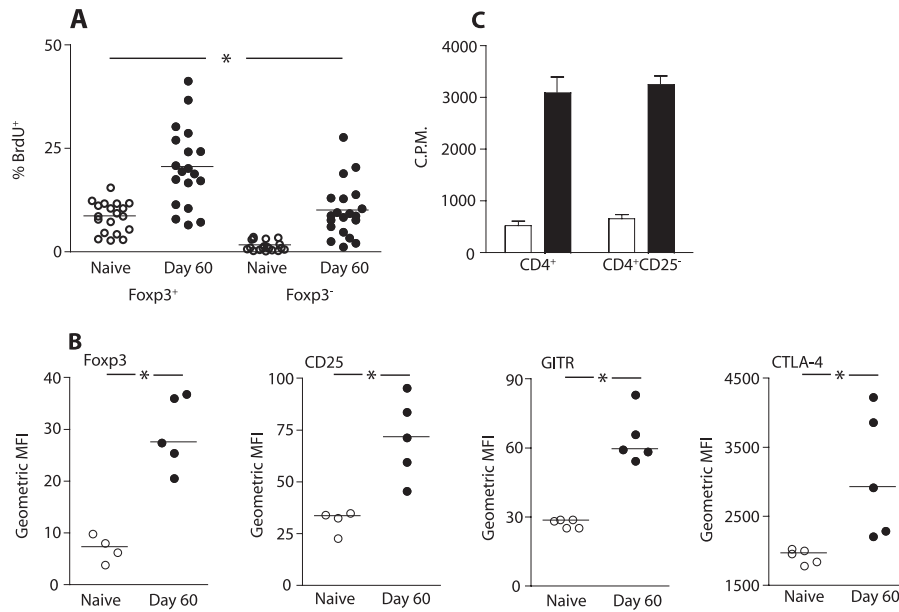 A
50
25
0
% BrdU⁺
*
Naive Day 60 Naive Day 60
Foxp3⁺ Foxp3⁻
C
4000
3000
2000
1000
0
C.P.M.
CD4⁺ CD4⁺CD25⁻
B
Foxp3
*
40
30
20
10
0
Geometric MFI
Naive Day 60
CD25
*
100
75
50
25
0
Geometric MFI
Naive Day 60
GITR
*
90
60
30
0
Geometric MFI
Naive Day 60
CTLA-4
*
4500
3500
2500
1500
Geometric MFI
Naive Day 60